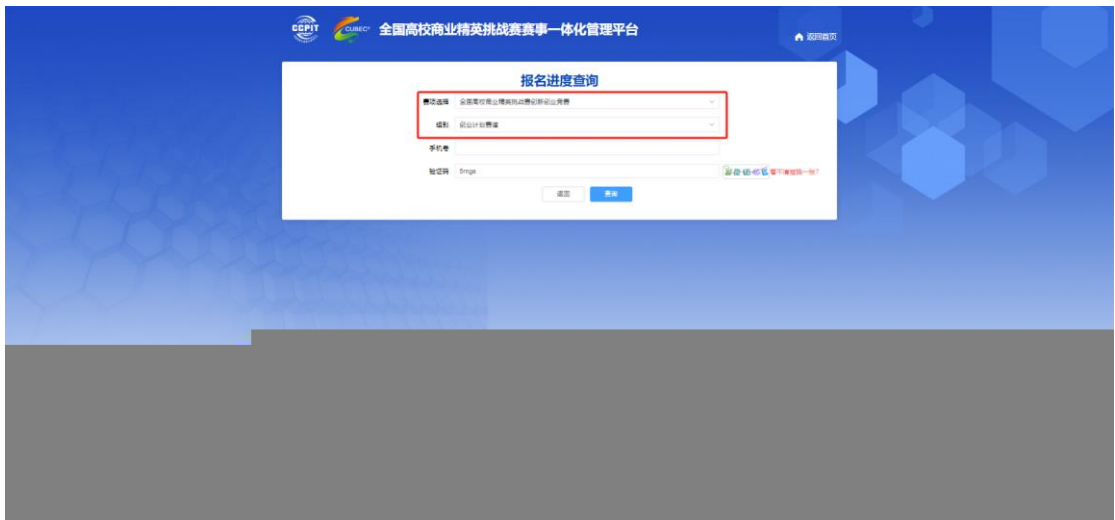 CCPIT
CUBEC
全国高校商业精英挑战赛赛事一体化管理平台
返回首页
报名进度查询
赛项选择 全国高校商业精英挑战赛创新创业竞赛
组别 创业计划赛道
手机号
验证码
看不清楚换一张?
返回 查询